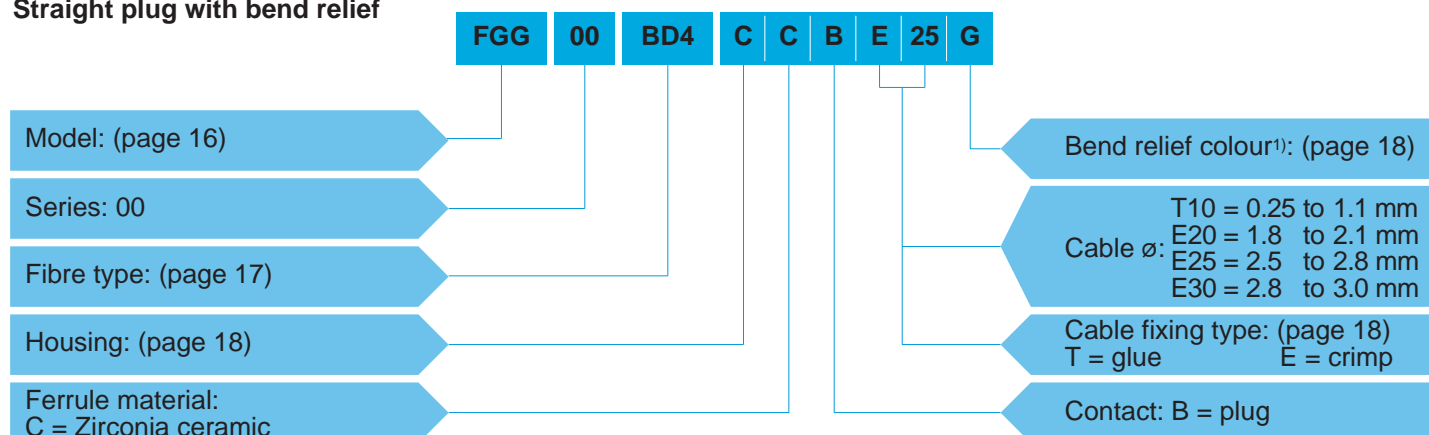 Straight plug with bend relief
FGG 00 BD4 C C B E 25 G
Model: (page 16)
Series: 00
Fibre type: (page 17)
Housing: (page 18)
Ferrule material:
C = Zirconia ceramic
Bend relief colour1): (page 18)
Cable ø:
T10 = 0.25 to 1.1 mm
E20 = 1.8 to 2.1 mm
E25 = 2.5 to 2.8 mm
E30 = 2.8 to 3.0 mm
Cable fixing type: (page 18)
T = glue E = crimp
Contact: B = plug